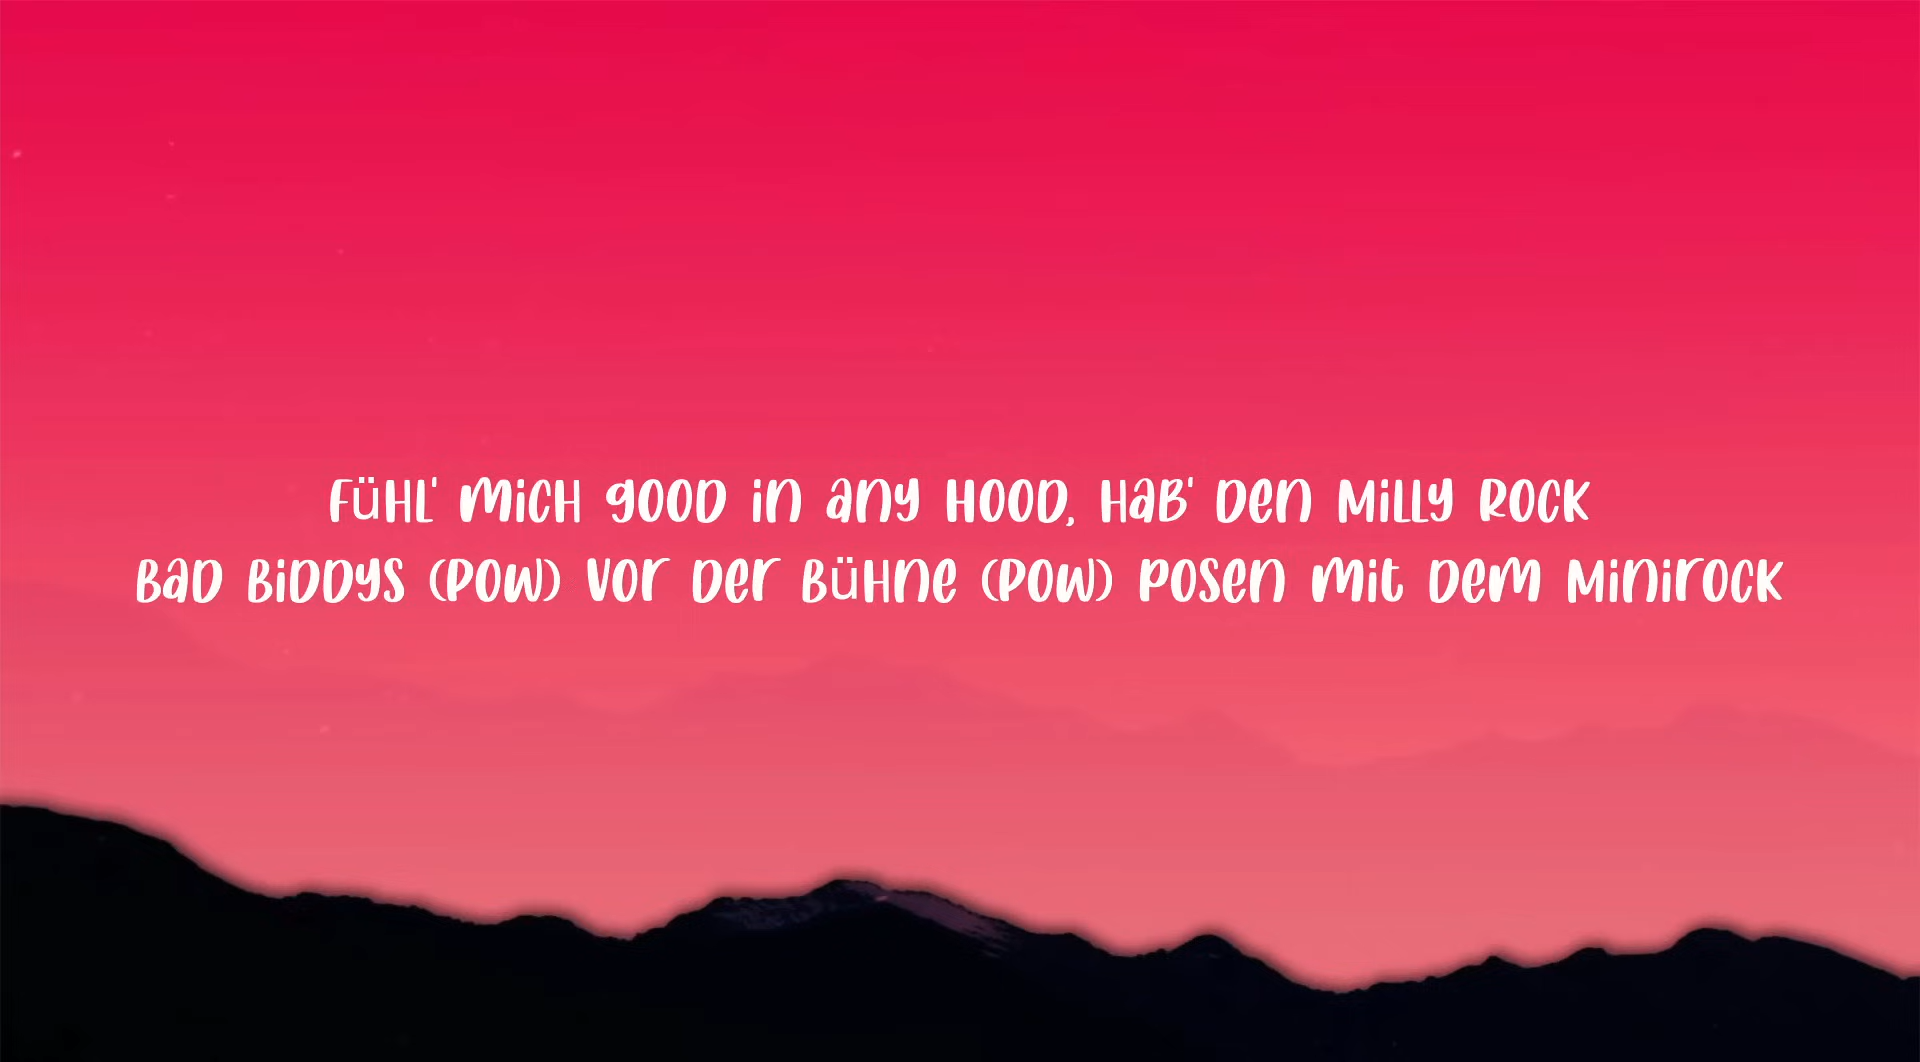 Fühl' mich good in any Hood, hab' den Milly Rock
Bad Biddys (Pow) vor der Bühne (Pow) posen mit dem Minirock